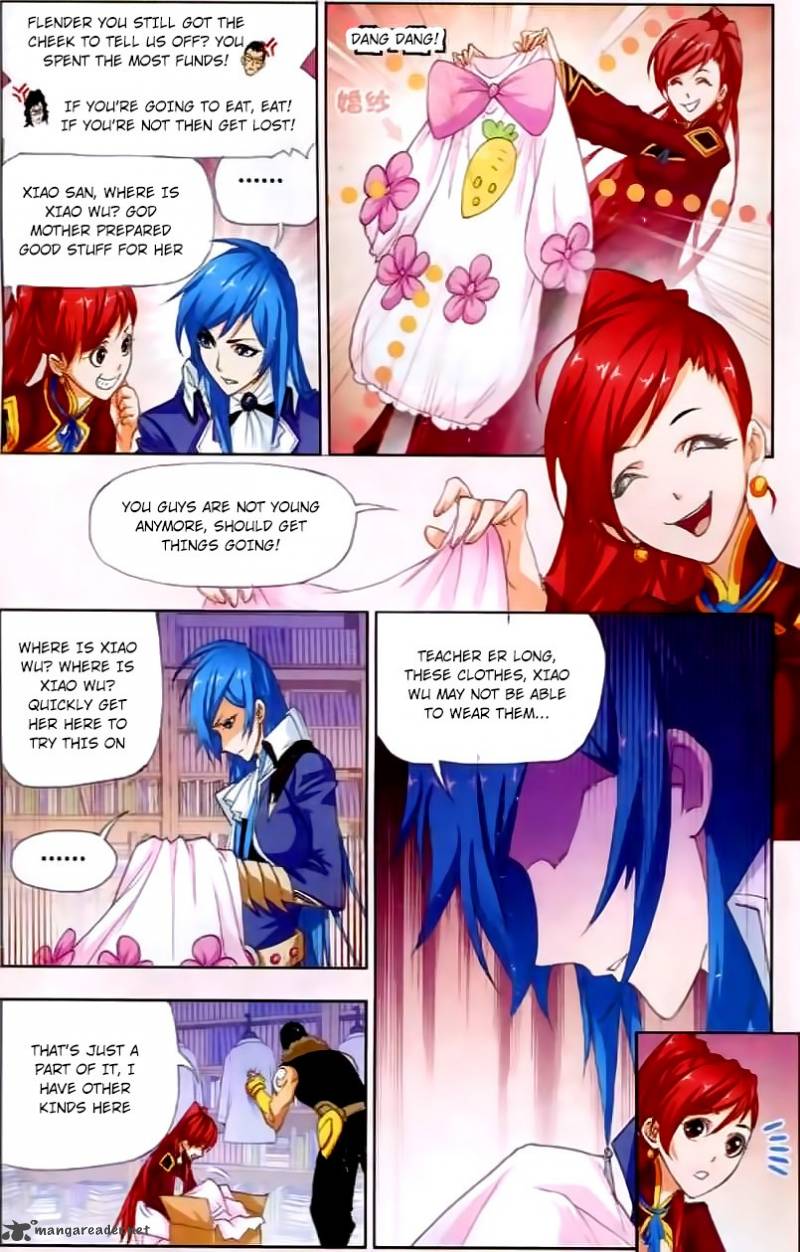 FLENDER YOU STILL GOT THE
CHEEK TO TELL US OFF? YOU
SPENT THE MOST FUNDS!
IF YOU'RE GOING TO EAT, EAT!
IF YOU'RE NOT THEN GET LOST!
XIAO SAN, WHERE IS
XIAO WU? GOD
MOTHER PREPARED
GOOD STUFF FOR HER
......
DANG DANG!
婚纱
YOU GUYS ARE NOT YOUNG
ANYMORE, SHOULD GET
THINGS GOING!
WHERE IS XIAO
WU? WHERE IS
XIAO WU?
QUICKLY GET
HER HERE TO
TRY THIS ON
......
TEACHER ER LONG,
THESE CLOTHES, XIAO
WU MAY NOT BE ABLE
TO WEAR THEM...
THAT'S JUST A
PART OF IT, I
HAVE OTHER
KINDS HERE
mangareader.net